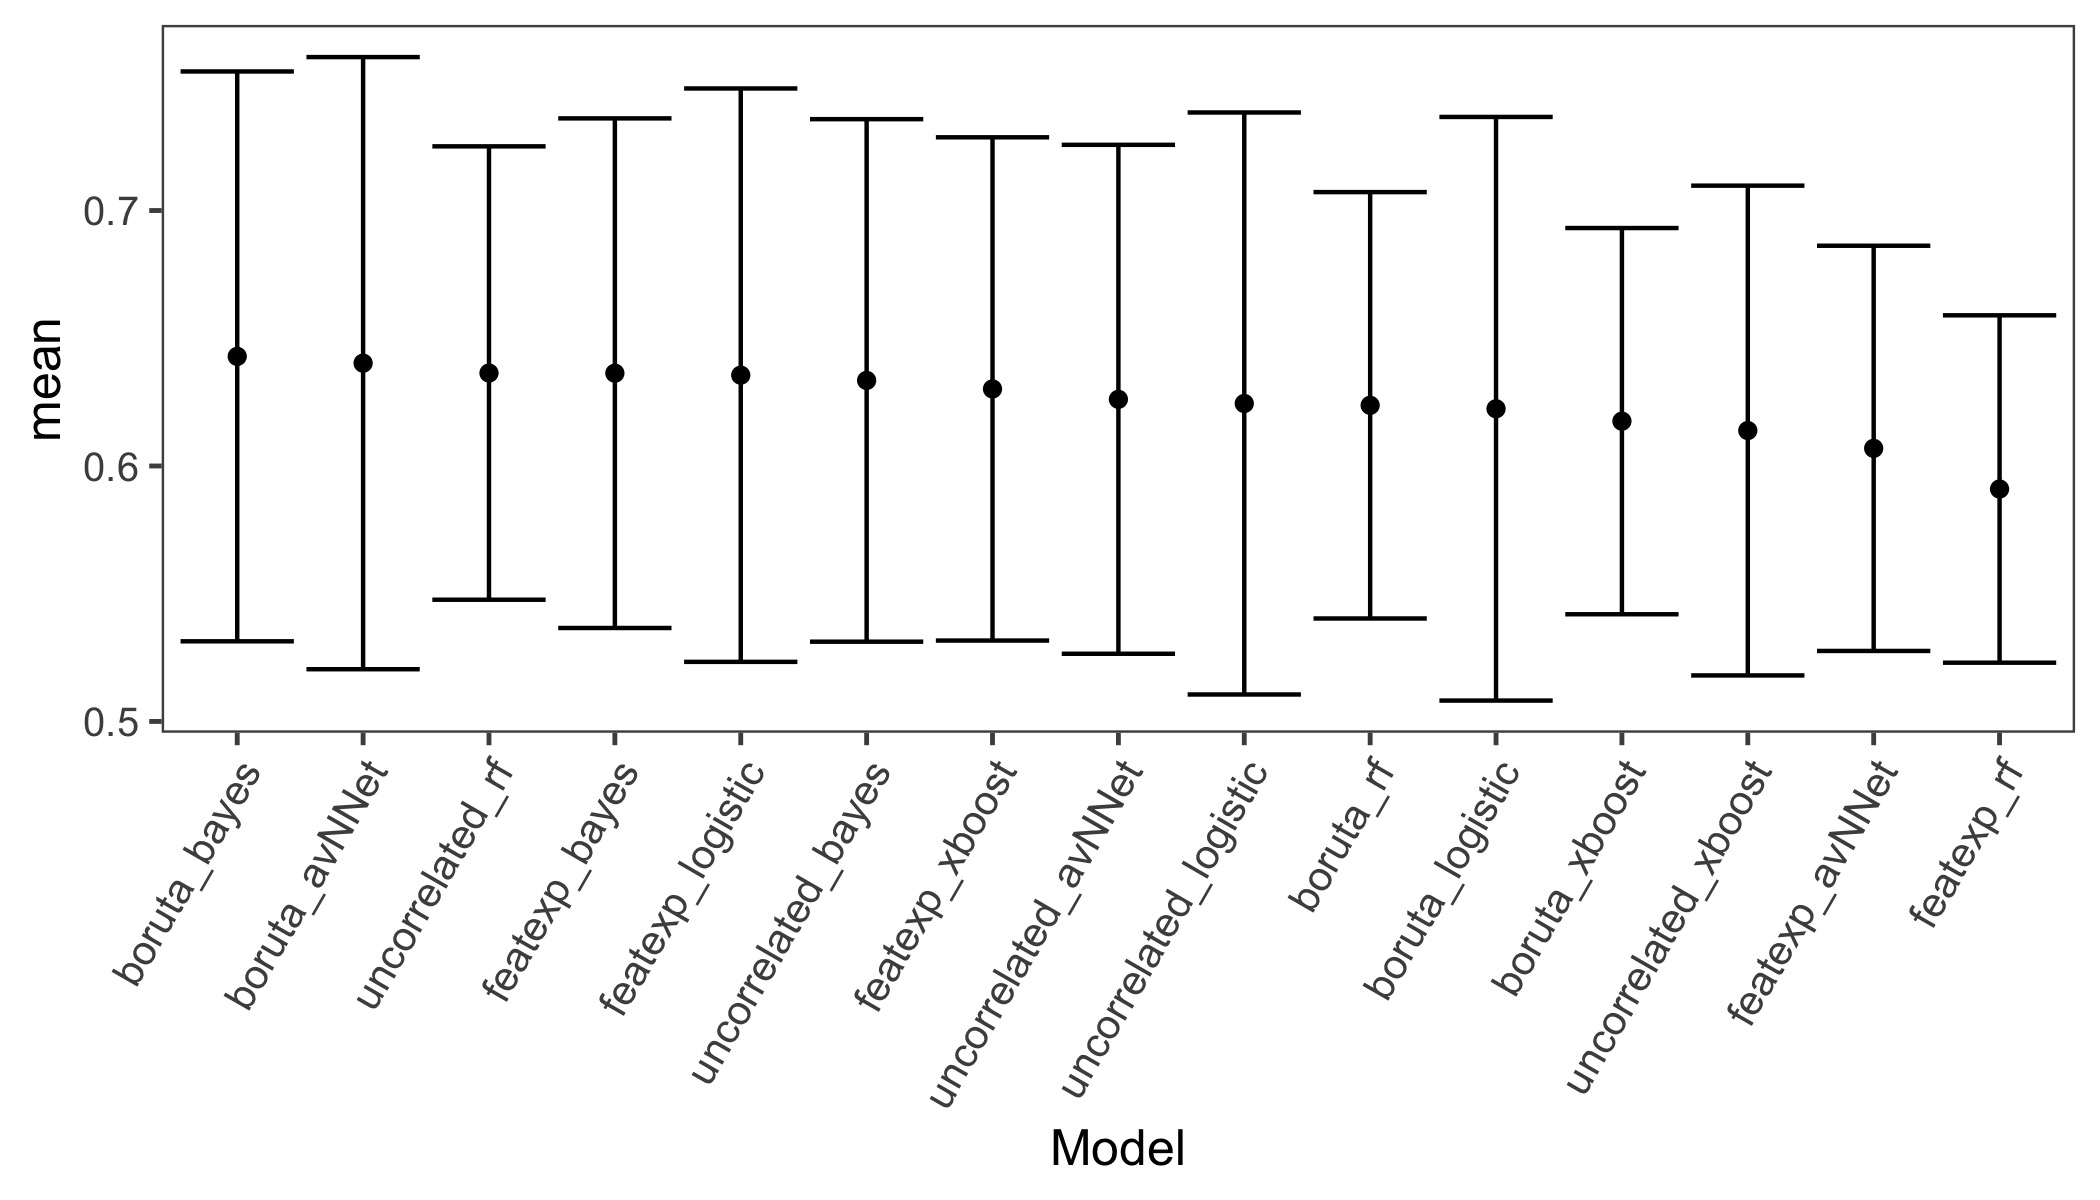 mean
0.7
0.6
0.5
boruta_bayes
boruta_avNNet
uncorrelated_rf
featexp_bayes
featexp_logistic
uncorrelated_bayes
featexp_xboost
uncorrelated_avNNet
uncorrelated_logistic
boruta_rf
boruta_logistic
boruta_xboost
uncorrelated_xboost
featexp_avNNet
featexp_rf
Model